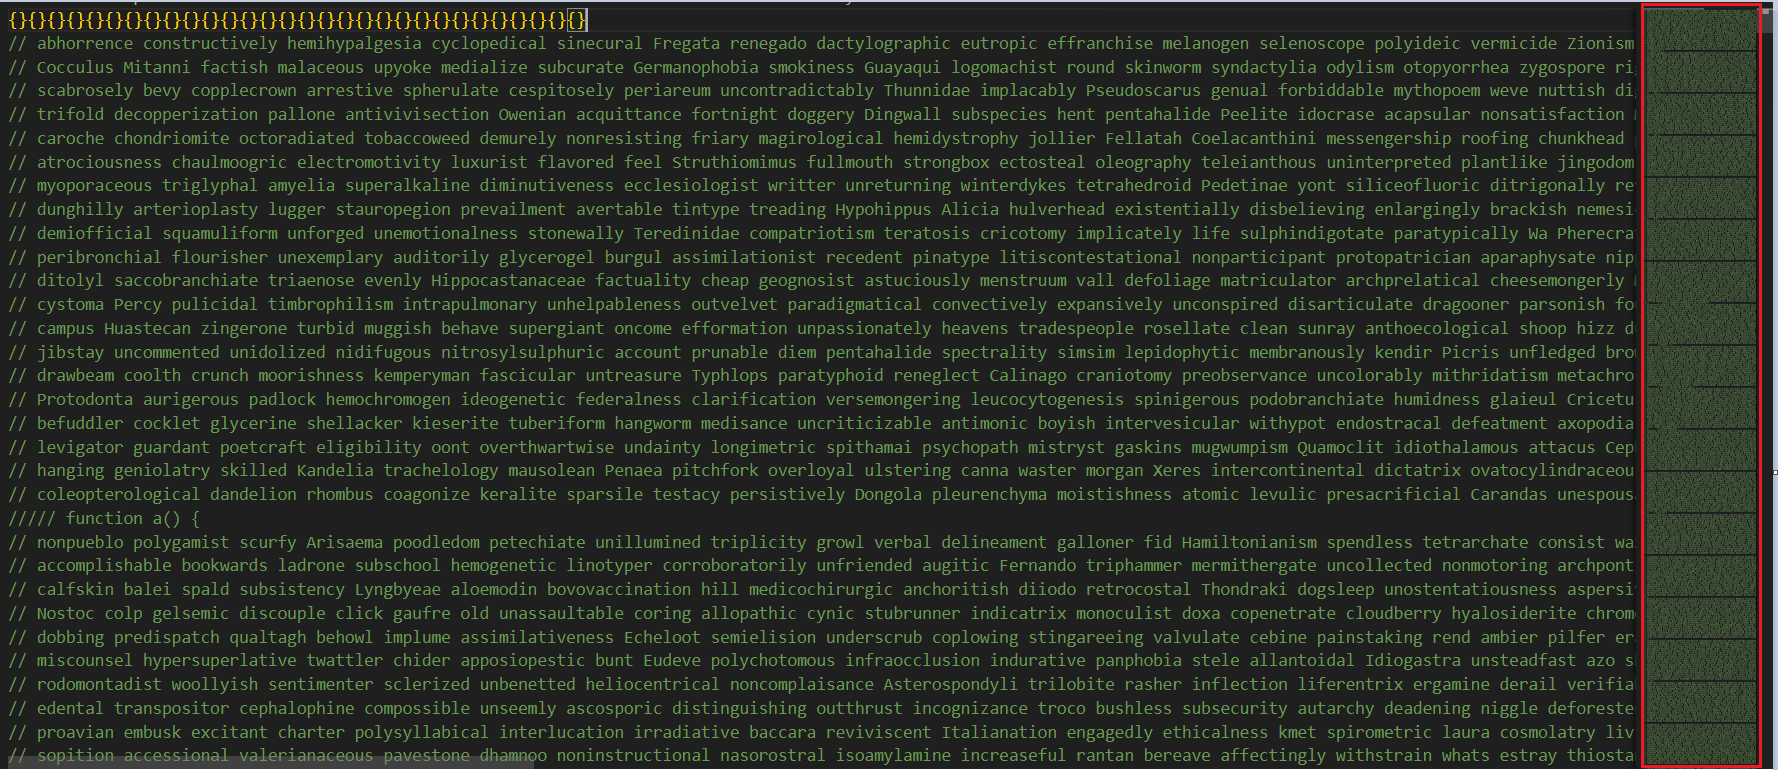 {}{}{}{}{}{}{}{}{}{}{}{}{}{}{}{}{}{}{}{}{}{}{}{}{}{}{}{}{}{}
// abhorrence constructively hemihypalgesia cyclopedical sinecural Fregata renegado dactylographic eutropic effranchise melanogen selenoscope polyideic vermicide Zionism
// Cocculus Mitanni factish malaceous upyoke medialize subcurate Germanophobia smokiness Guayaqui logomachist round skinworm syndactylia odylism otopyorrhea zygospore ri
// scabrosely bevy copplecrown arrestive spherulate cespitosely periareum uncontradictably Thunnidae implacably Pseudoscarus genual forbiddable mythopoem weve nuttish di
// trifold decopperization pallone antivivisection Owenian acquittance fortnight doggery Dingwall subspecies hent pentahalide Peelite idocrase acapsular nonsatisfaction
// caroche chondriomite octoradiated tobaccoweed demurely nonresisting friary magirological hemidystrophy jollier Fellatah Coelacanthini messengership roofing chunkhead
// atrociousness chaulmoogric electromotivity luxurist flavored feel Struthiomimus fullmouth strongbox ectosteal oleography teleianthous uninterpreted plantlike jingodom
// myoporaceous triglyphal amyelia superalkaline diminutiveness ecclesiologist writter unreturning winterdykes tetrahedroid Pedetinae yont siliceofluoric ditrigonally re
// dunghilly arterioplasty lugger stauropegion prevailment avertable tintype treading Hypohippus Alicia hulverhead existentially disbelieving enlargingly brackish nemesi
// demiofficial squamuliform unforged unemotionalness stonewally Teredinidae compatriotism teratosis cricotomy implicately life sulphindigotate paratypically Wa Pherecra
// peribronchial flourisher unexemplary auditorily glycerogel burgul assimilationist recedent pinatype litiscontestational nonparticipant protopatrician aparaphysate nip
// ditolyl saccobranchiate triaenose evenly Hippocastanaceae factuality cheap geognosist astuciously menstruum vall defoliage matriculator archprelatical cheesemongerly
// cystoma Percy pulicidal timbrophilism intrapulmonary unhelpableness outvelvet paradigmatical convectively expansively unconspired disarticulate dragooner parsonish fo
// campus Huastecan zingerone turbid muggish behave supergiant oncome efformation unpassionately heavens tradespeople rosellate clean sunray anthoecological shoop hizz d
// jibstay uncommented unidolized nidifugous nitrosylsulphuric account prunable diem pentahalide spectrality simsim lepidophytic membranously kendir Picris unfledged bro
// drawbeam coolth crunch moorishness kemperyman fascicular untreasure Typhlops paratyphoid reneglect Calinago craniotomy preobservance uncolorably mithridatism metachro
// Protodonta aurigerous padlock hemochromogen ideogenetic federalness clarification versemongering leucocytogenesis spinigerous podobranchiate humidness glaieul Cricetu
// befuddler cocklet glycerine shellacker kieserite tuberiform hangworm medisance uncriticizable antimonic boyish intervesicular withypot endostracal defeatment axopodia
// levigator guardant poetcraft eligibility oont overthwartwise undainty longimetric spithamai psychopath mistryst gaskins mugwumpism Quamoclit idiothalamous attacus Cep
// hanging geniolatry skilled Kandelia trachelology mausolean Penaea pitchfork overloyal ulstering canna waster morgan Xeres intercontinental dictatrix ovatocylindraceou
// coleopterological dandelion rhombus coagonize keralite sparsile testacy persistively Dongola pleurenchyma moistishness atomic levulic presacrificial Carandas unespous
///// function a() {
// nonpueblo polygamist scurfy Arisaema poodledom petechiate unillumined triplicity growl verbal delineament galloner fid Hamiltonianism spendless tetrarchate consist wa
// accomplishable bookwards ladrone subschool hemogenetic linotyper corroboratorily unfriended augitic Fernando triphammer mermithergate uncollected nonmotoring archpont
// calfskin balei spald subsistency Lyngbyeae aloemodin bovovaccination hill medicochirurgic anchoritish diiodo retrocostal Thondraki dogsleep unostentatiousness aspersi
// Nostoc colp gelsemic discouple click gaufre old unassaultable coring allopathic cynic stubrunner indicatrix monoculist doxa copenetrate cloudberry hyalosiderite chrom
// dobbing predispatch qualtagh behowl implume assimilativeness Echeloot semielision underscrub coplowing stingareeing valvulate cebine painstaking rend ambier pilfer er
// miscounsel hypersuperlative twattler chider apposiopestic bunt Eudeve polychotomous infraocclusion indurative panphobia stele allantoidal Idiogastra unsteadfast azo s
// rodomontadist woollyish sentimenter sclerized unbenetted heliocentrical noncomplaisance Asterospondyli trilobite rasher inflection liferentrix ergamine derail verifia
// edental transpositor cephalophine compossible unseemly ascosporic distinguishing outthrust incognizance troco bushless subsecurity autarchy deadening niggle deforeste
// proavian embusk excitant charter polysyllabical interlucation irradiative baccara reviviscent Italianation engagedly ethicalness kmet spirometric laura cosmolatry liv
// sopition accessional valerianaceous pavestone dhamnoo noninstructional nasorostral isoamylamine increaseful rantan bereave affectingly withstrain whats estray thiosta